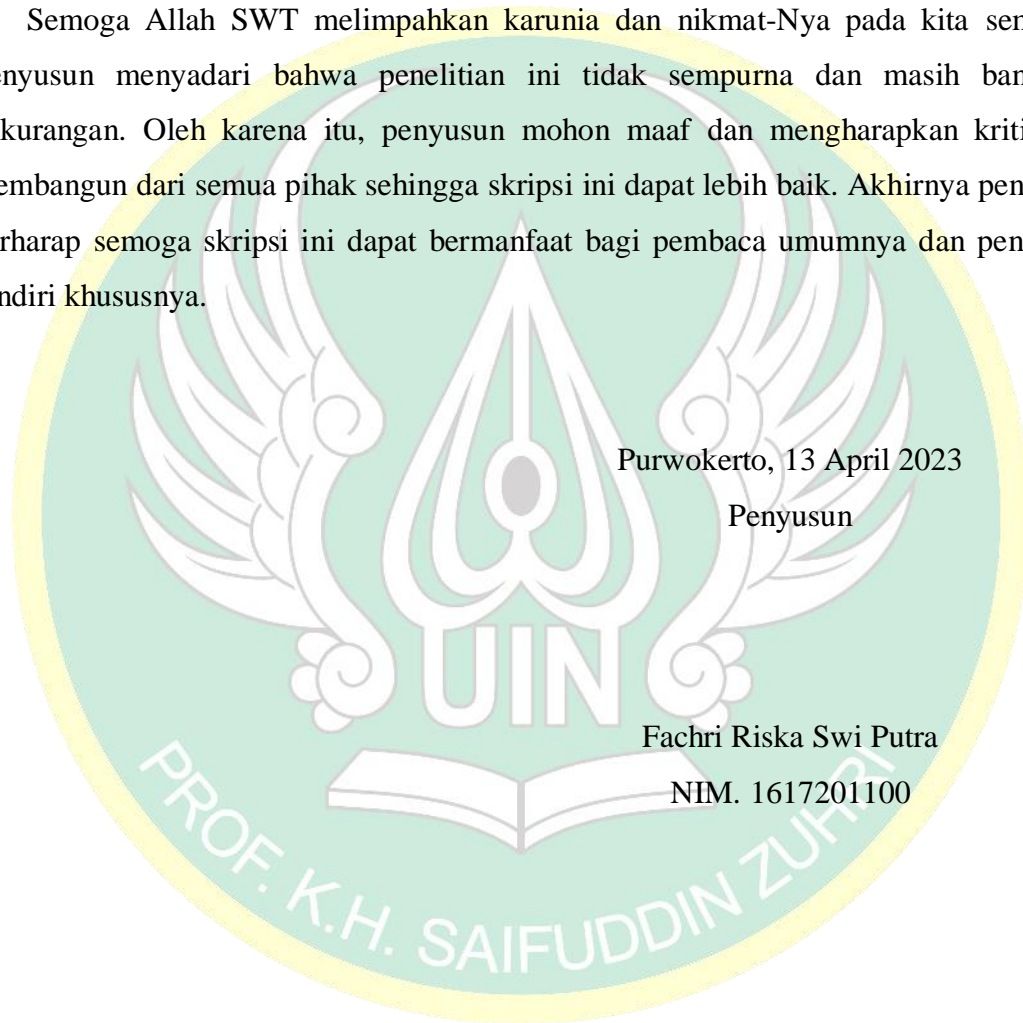 Semoga Allah SWT melimpahkan karunia dan nikmat-Nya pada kita sem
enyusun menyadari bahwa penelitian ini tidak sempurna dan masih ban
kurangan. Oleh karena itu, penyusun mohon maaf dan mengharapkan kriti
embangun dari semua pihak sehingga skripsi ini dapat lebih baik. Akhirnya pen
rharap semoga skripsi ini dapat bermanfaat bagi pembaca umumnya dan pen
ndiri khususnya.
Purwokerto, 13 April 2023
Penyusun
UIN
Fachri Riska Swi Putra
NIM. 1617201100
PROF. K.H. SAIFUDDIN ZUHRI